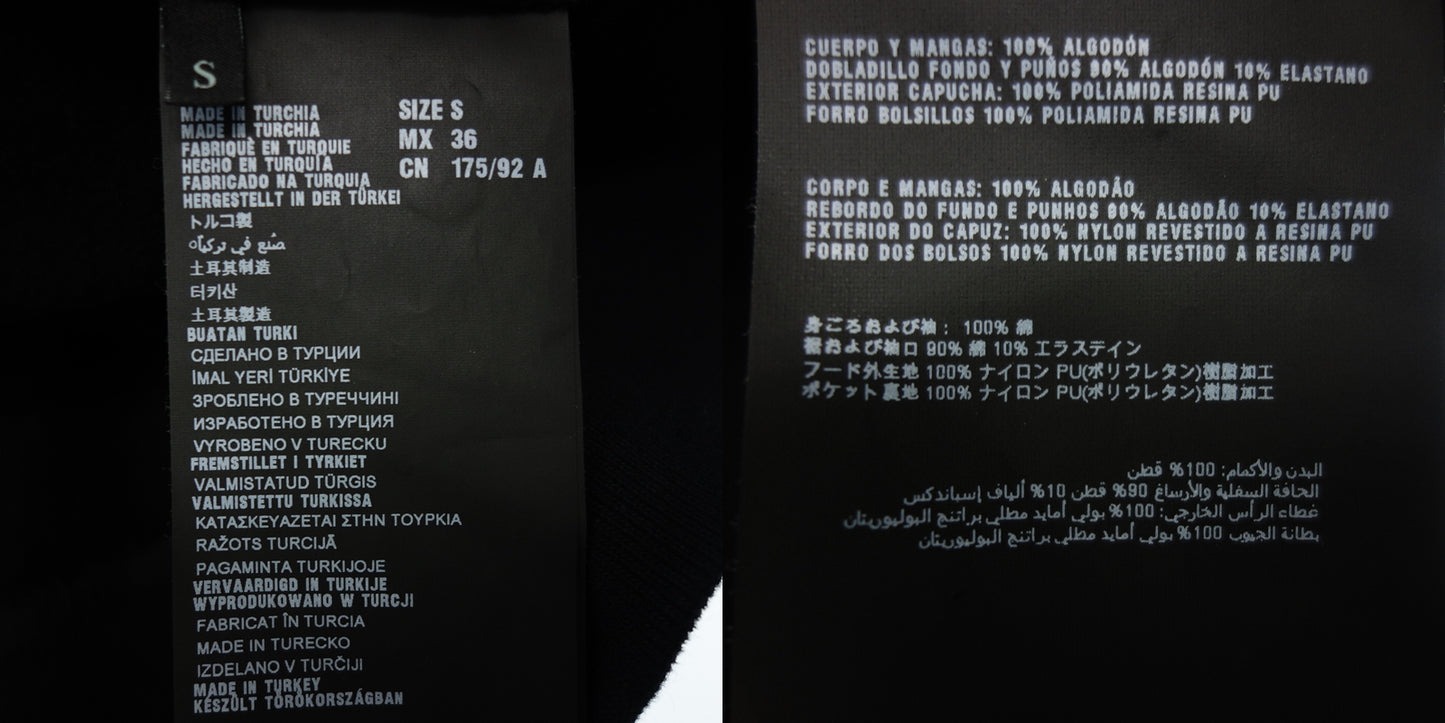 S
MADE IN TURCHIA
MADE IN TURCHIA
FABRIQUÈ EN TURQUIE
HECHO EN TURQUÍA
FABRICADO NA TURQUIA
HERGESTELLT IN DER TÜRKEI
トルコ製
صُنع في تركيا
土耳其制造
터키산
土耳其製造
BUATAN TURKI
СДЕЛАНО В ТУРЦИИ
İMAL YERİ TÜRKİYE
ЗРОБЛЕНО В ТУРЕЧЧИНІ
ИЗРАБОТЕНО В ТУРЦИЯ
VYROBENO V TURECKU
FREMSTILLET I TYRKIET
VALMISTATUD TÜRGIS
VALMISTETTU TURKISSA
ΚΑΤΑΣΚΕΥΑΖΕΤΑΙ ΣΤΗΝ ΤΟΥΡΚΙΑ
RAŽOTS TURCIJĀ
PAGAMINTA TURKIJOJE
VERVAARDIGD IN TURKIJE
WYPRODUKOWANO W TURCJI
FABRICAT ÎN TURCIA
MADE IN TURECKO
IZDELANO V TURČIJI
MADE IN TURKEY
KÉSZÜLT TÖRÖKORSZÁGBAN
SIZE S
MX 36
CN 175/92 A
CUERPO Y MANGAS: 100% ALGODÓN
DOBLADILLO FONDO Y PUÑOS 90% ALGODÓN 10% ELASTANO
EXTERIOR CAPUCHA: 100% POLIAMIDA RESINA PU
FORRO BOLSILLOS 100% POLIAMIDA RESINA PU
CORPO E MANGAS: 100% ALGODÃO
REBORDO DO FUNDO E PUNHOS 90% ALGODÃO 10% ELASTANO
EXTERIOR DO CAPUZ: 100% NYLON REVESTIDO A RESINA PU
FORRO DOS BOLSOS 100% NYLON REVESTIDO A RESINA PU
身ごろおよび袖： 100% 綿
裾および袖口 90% 綿 10% エラステイン
フード外生地 100% ナイロン PU(ポリウレタン)樹脂加工
ポケット裏地 100% ナイロン PU(ポリウレタン)樹脂加工
البدن والأكمام: 100% قطن
الحافة السفلية والأرساغ 90% قطن 10% ألياف إسباندكس
غطاء الرأس الخارجي: 100% بولي أمايد مطلي براتنج البوليوريتان
بطانة الجيوب 100% بولي أمايد مطلي براتنج البوليوريتان